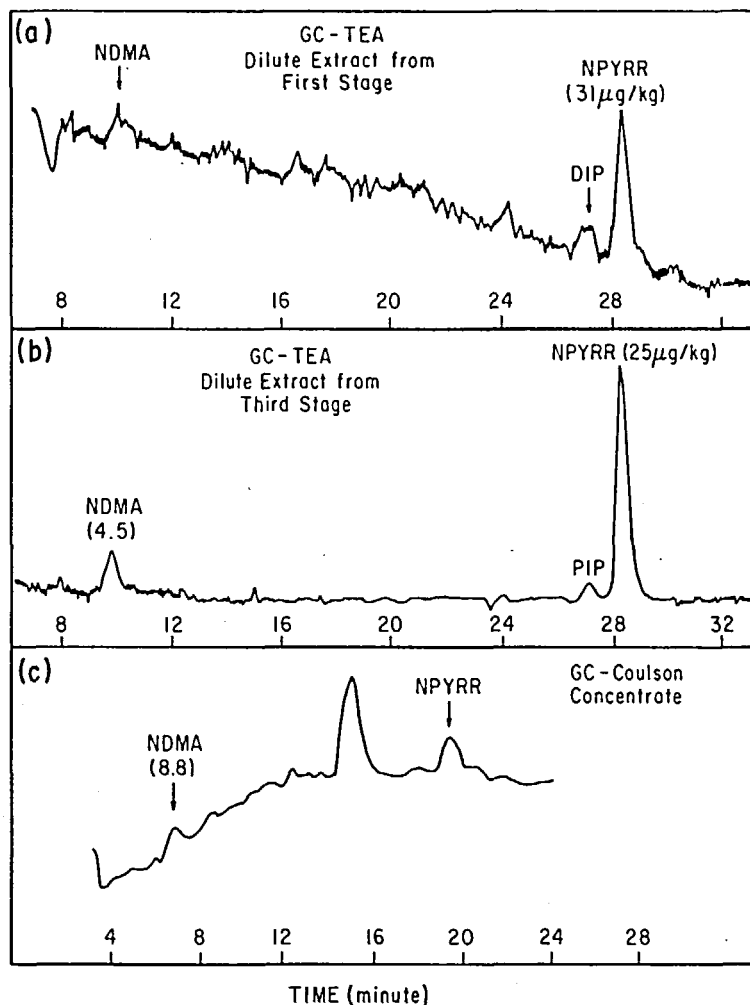 (a)
GC-TEA
Dilute Extract from
First Stage
NDMA
NPYRR
(31μg/kg)
DIP
8 12 16 20 24 28
(b)
GC-TEA
Dilute Extract from
Third Stage
NPYRR (25μg/kg)
NDMA
(4.5)
PIP
8 12 16 20 24 28 32
(c)
GC-Coulson
Concentrate
NPYRR
NDMA
(8.8)
4 8 12 16 20 24 28
TIME (minute)